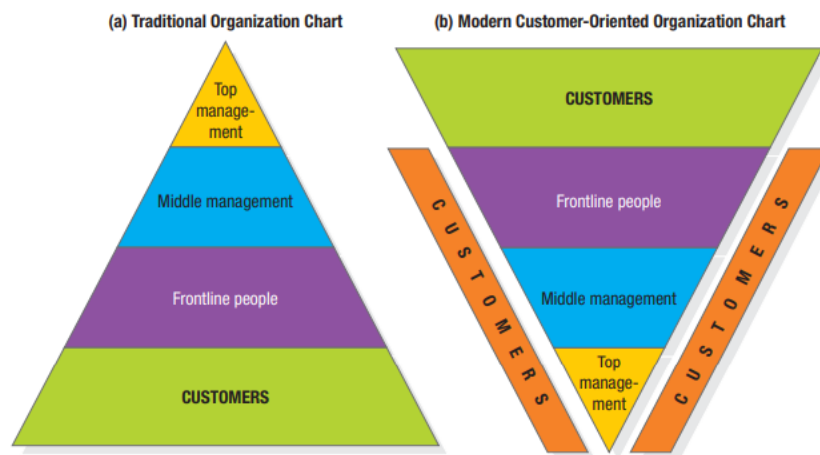 (a) Traditional Organization Chart
Top
manage-
ment
Middle management
Frontline people
CUSTOMERS
(b) Modern Customer-Oriented Organization Chart
CUSTOMERS
Frontline people
Middle management
Top
manage-
ment
CUSTOMERS
CUSTOMERS